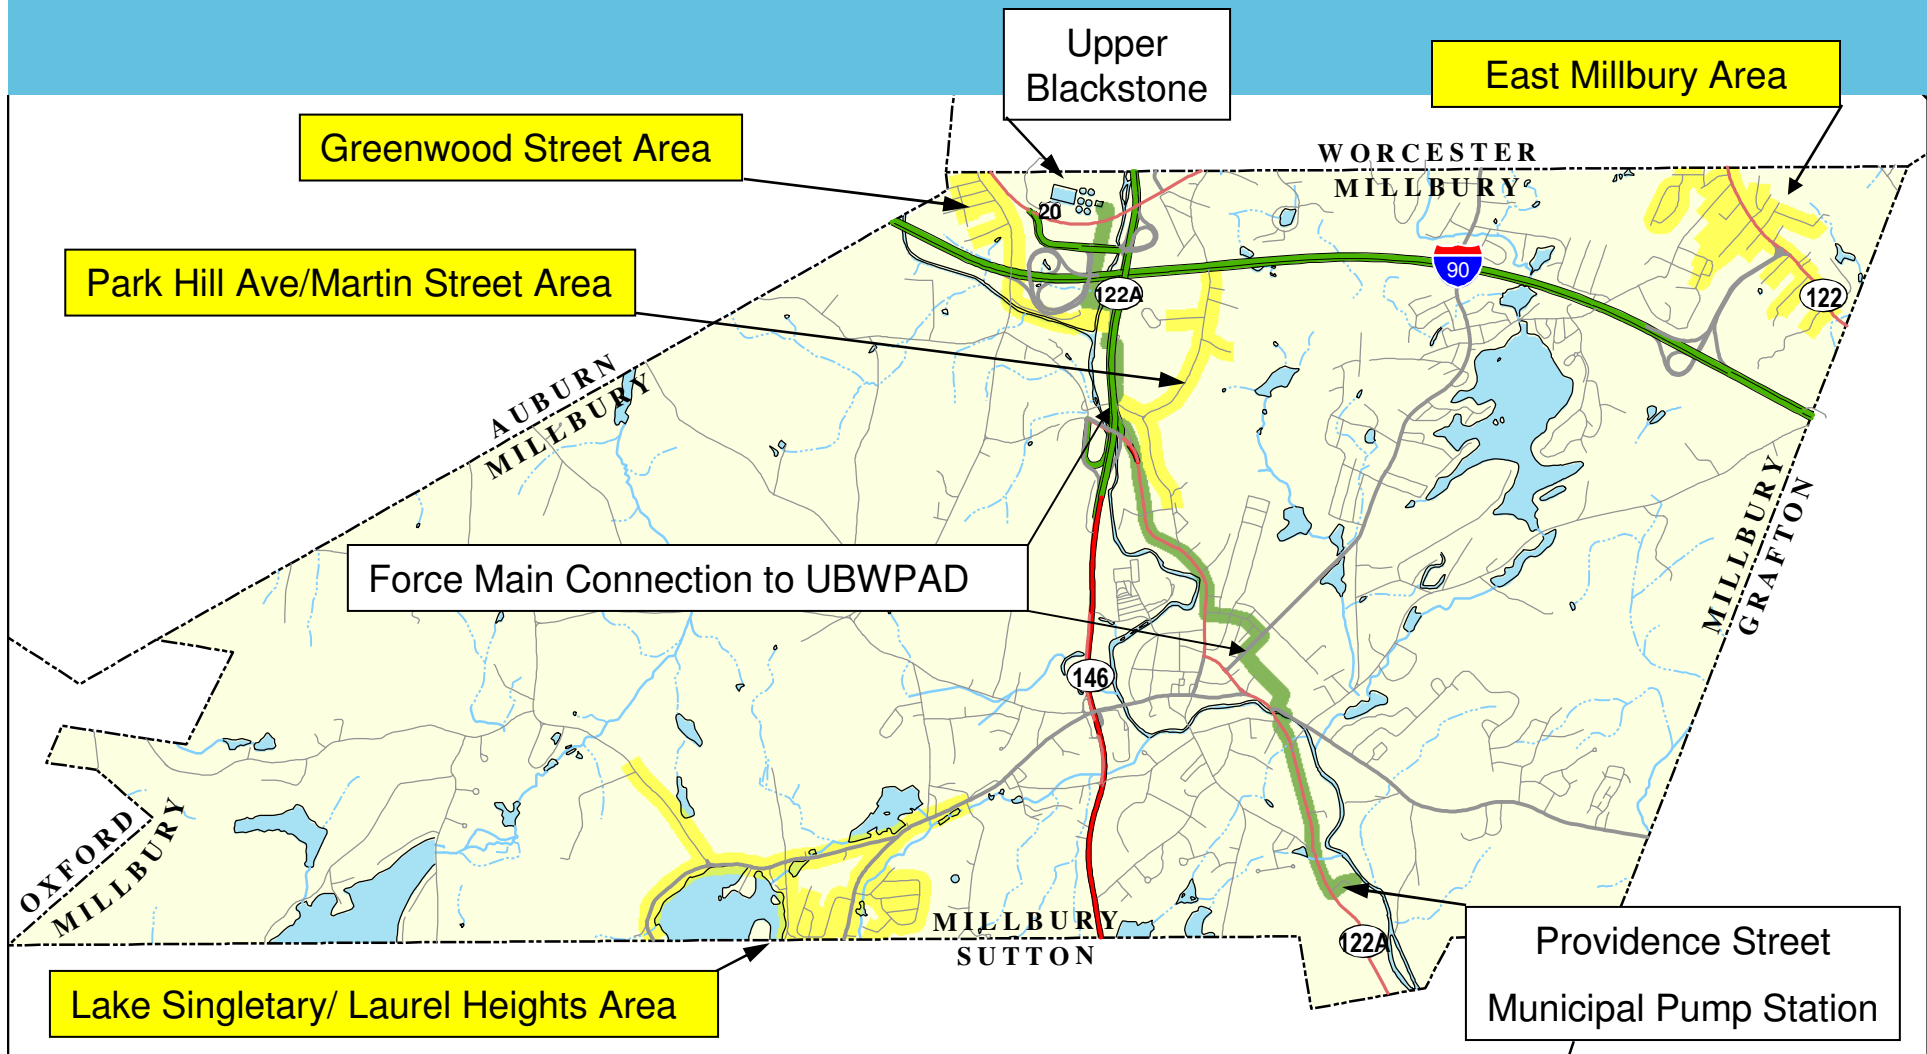 Upper
Blackstone
East Millbury Area
Greenwood Street Area
WORCESTER
MILLBURY
20
Park Hill Ave/Martin Street Area
90
122A
122
AUBURN
MILLBURY
MILLBURY
GRAFTON
Force Main Connection to UBWPAD
146
OXFORD
MILLBURY
MILLBURY
SUTTON
122A
Providence Street
Municipal Pump Station
Lake Singletary/ Laurel Heights Area